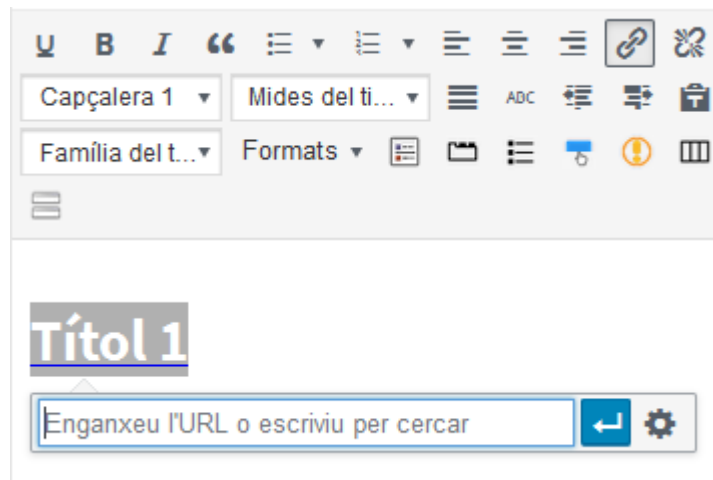 U B I
Capçalera 1 Mides del ti... ABC T
Família del t... Formats
Títol 1
Enganxeu l'URL o escriviu per cercar